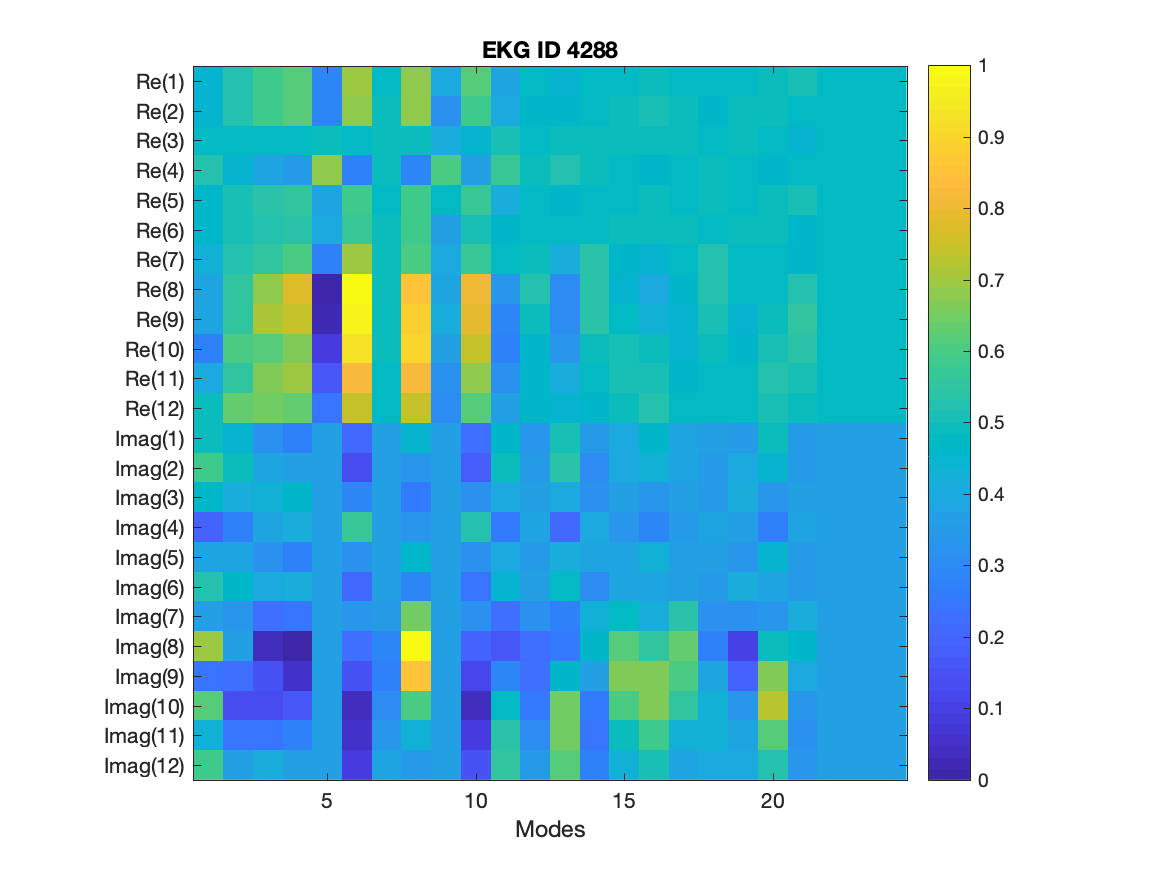 EKG ID 4288
Re(1)
Re(2)
Re(3)
Re(4)
Re(5)
Re(6)
Re(7)
Re(8)
Re(9)
Re(10)
Re(11)
Re(12)
Imag(1)
Imag(2)
Imag(3)
Imag(4)
Imag(5)
Imag(6)
Imag(7)
Imag(8)
Imag(9)
Imag(10)
Imag(11)
Imag(12)
5 10 15 20
Modes
1
0.9
0.8
0.7
0.6
0.5
0.4
0.3
0.2
0.1
0